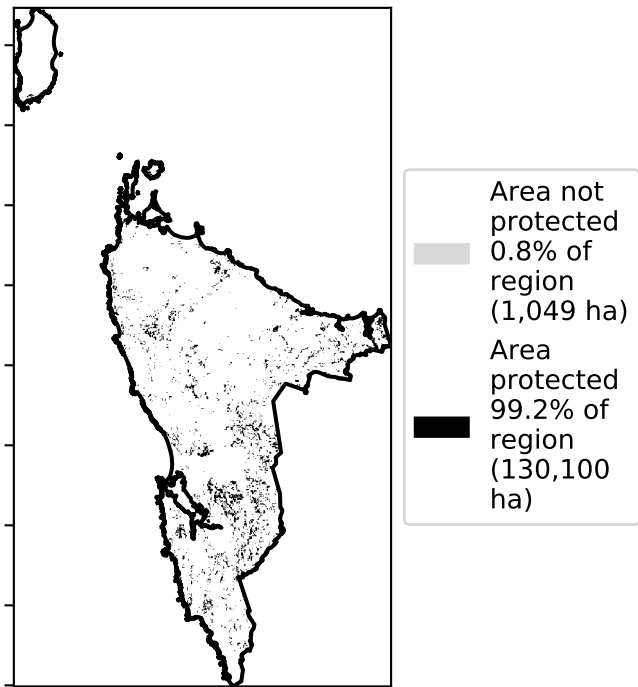 Area not
protected
0.8% of
region
(1,049 ha)
Area
protected
99.2% of
region
(130,100
ha)